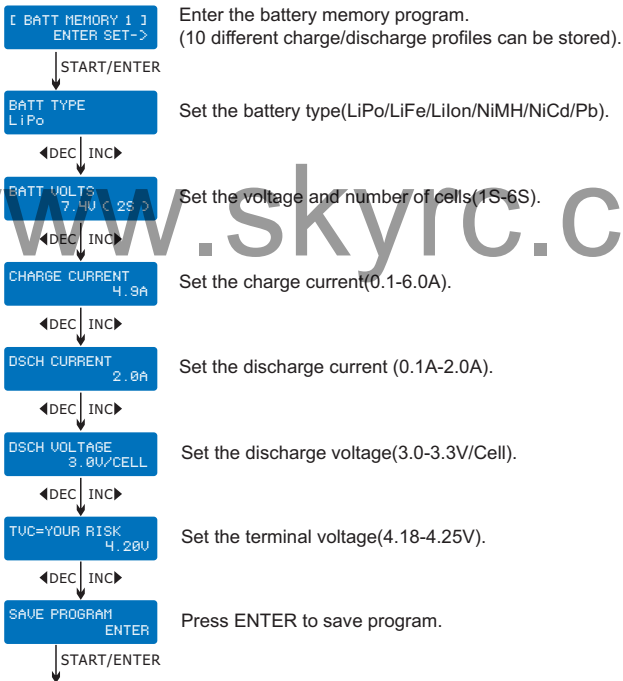 [ BATT MEMORY 1 ]
ENTER SET->
Enter the battery memory program.
(10 different charge/discharge profiles can be stored).
START/ENTER
BATT TYPE
LiPo
Set the battery type(LiPo/LiFe/LiIon/NiMH/NiCd/Pb).
◀DEC INC▶
BATT VOLTS
7.4V ( 2S )
Set the voltage and number of cells(1S-6S).
www.skyrc.c
◀DEC INC▶
CHARGE CURRENT
4.9A
Set the charge current(0.1-6.0A).
◀DEC INC▶
DSCH CURRENT
2.0A
Set the discharge current (0.1A-2.0A).
◀DEC INC▶
DSCH VOLTAGE
3.0V/CELL
Set the discharge voltage(3.0-3.3V/Cell).
◀DEC INC▶
TVC=YOUR RISK
4.20V
Set the terminal voltage(4.18-4.25V).
◀DEC INC▶
SAVE PROGRAM
ENTER
Press ENTER to save program.
START/ENTER